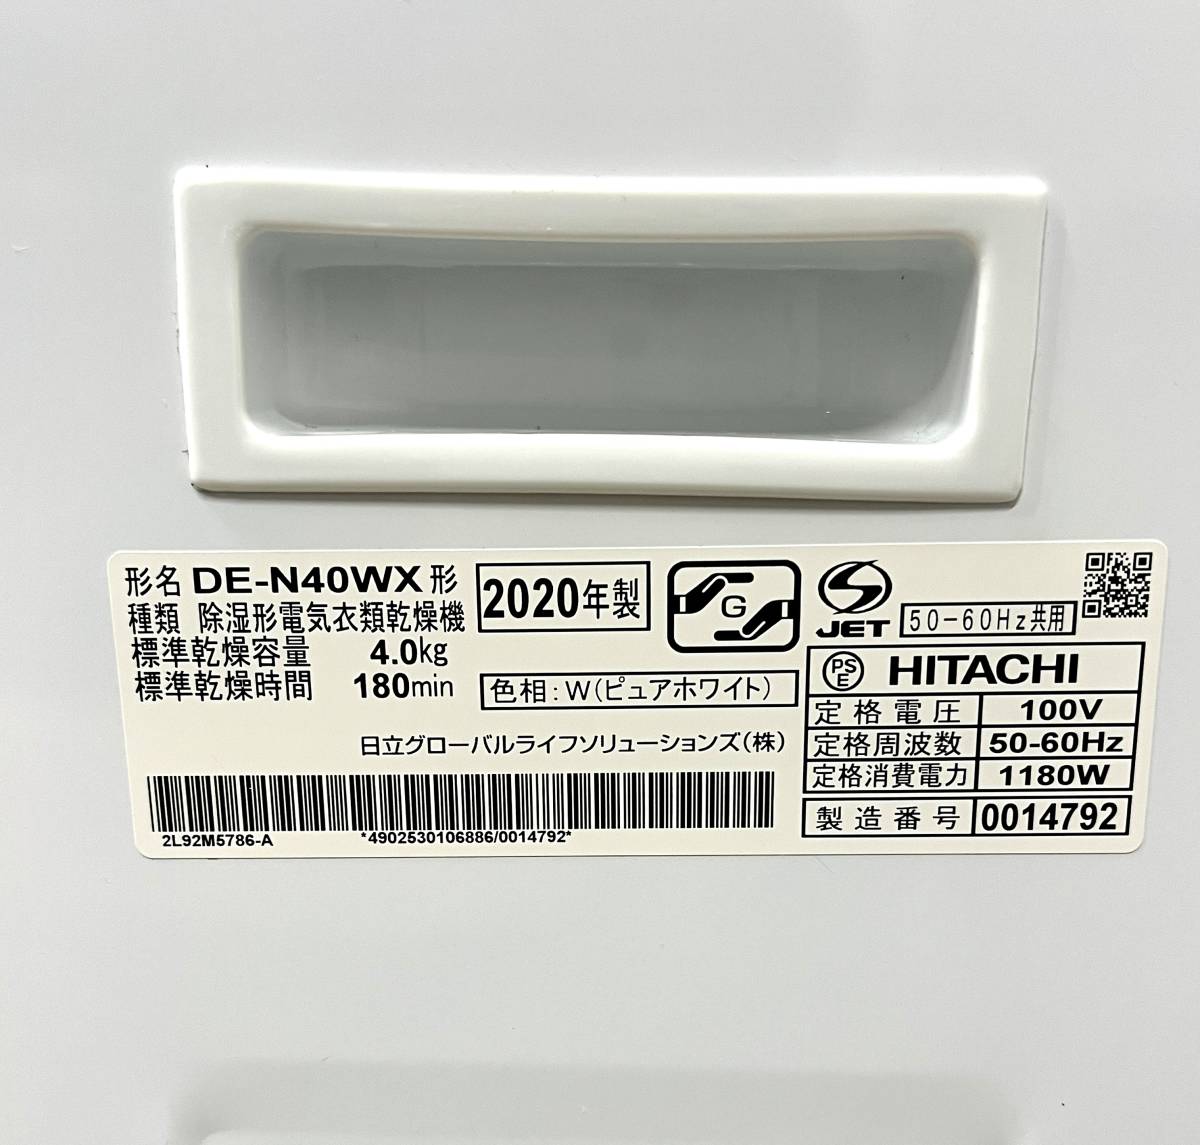 形名 DE-N40WX形
種類 除湿形電気衣類乾燥機
標準乾燥容量 4.0kg
標準乾燥時間 180min
2020年製
G
色相:W(ピュアホワイト)
日立グローバルライフソリューションズ(株)
2L92M5786-A
*4902530106886/0014792*
S
JET
50-60Hz共用
PS
E
HITACHI
定格電圧 100V
定格周波数 50-60Hz
定格消費電力 1180W
製造番号 0014792